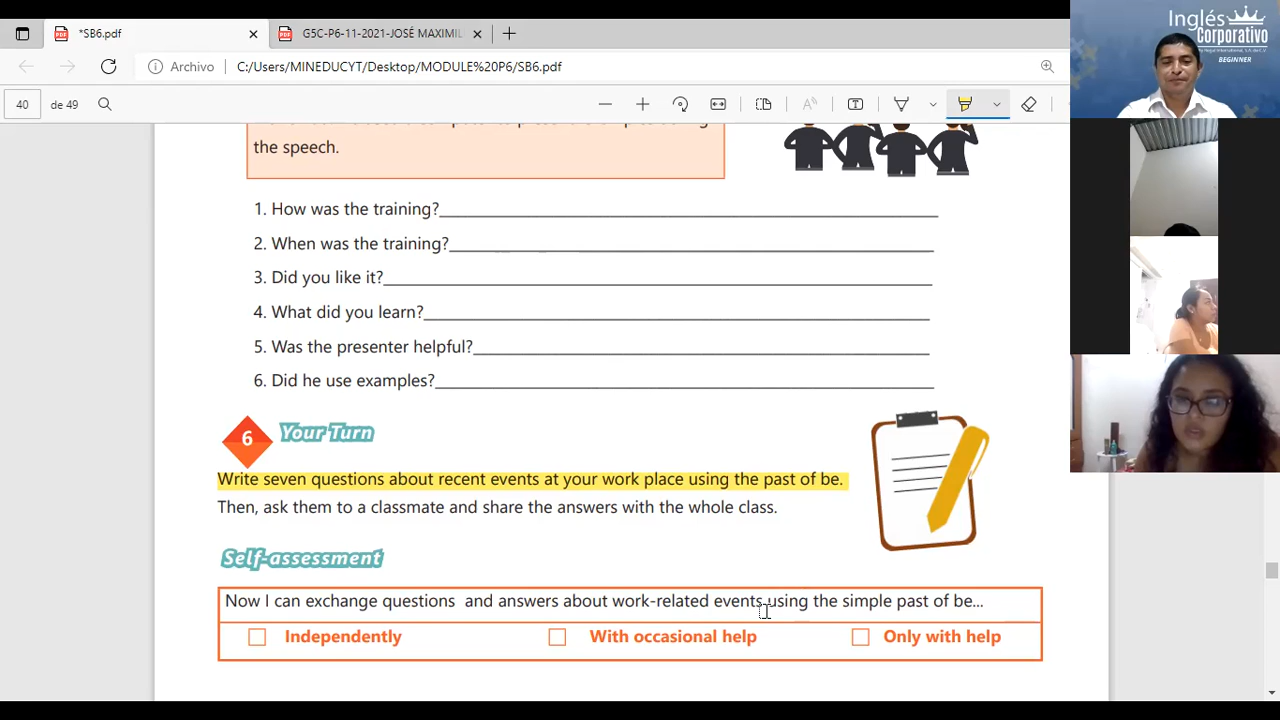 *SB6.pdf
G5C-P6-11-2021-JOSÉ MAXIMIL
Archivo
C:/Users/MINEDUCYT/Desktop/MODULE%20P6/sb6.pdf
40
de 49
the speech.
1. How was the training?
2. When was the training?
3. Did you like it?
4. What did you learn?
5. Was the presenter helpful?
6. Did he use examples?
6
Your Turn
Write seven questions about recent events at your work place using the past of be.
Then, ask them to a classmate and share the answers with the whole class.
Self-assessment
Now I can exchange questions and answers about work-related events using the simple past of be...
Independently
With occasional help
Only with help
Inglés
Corporativo
BEGINNER